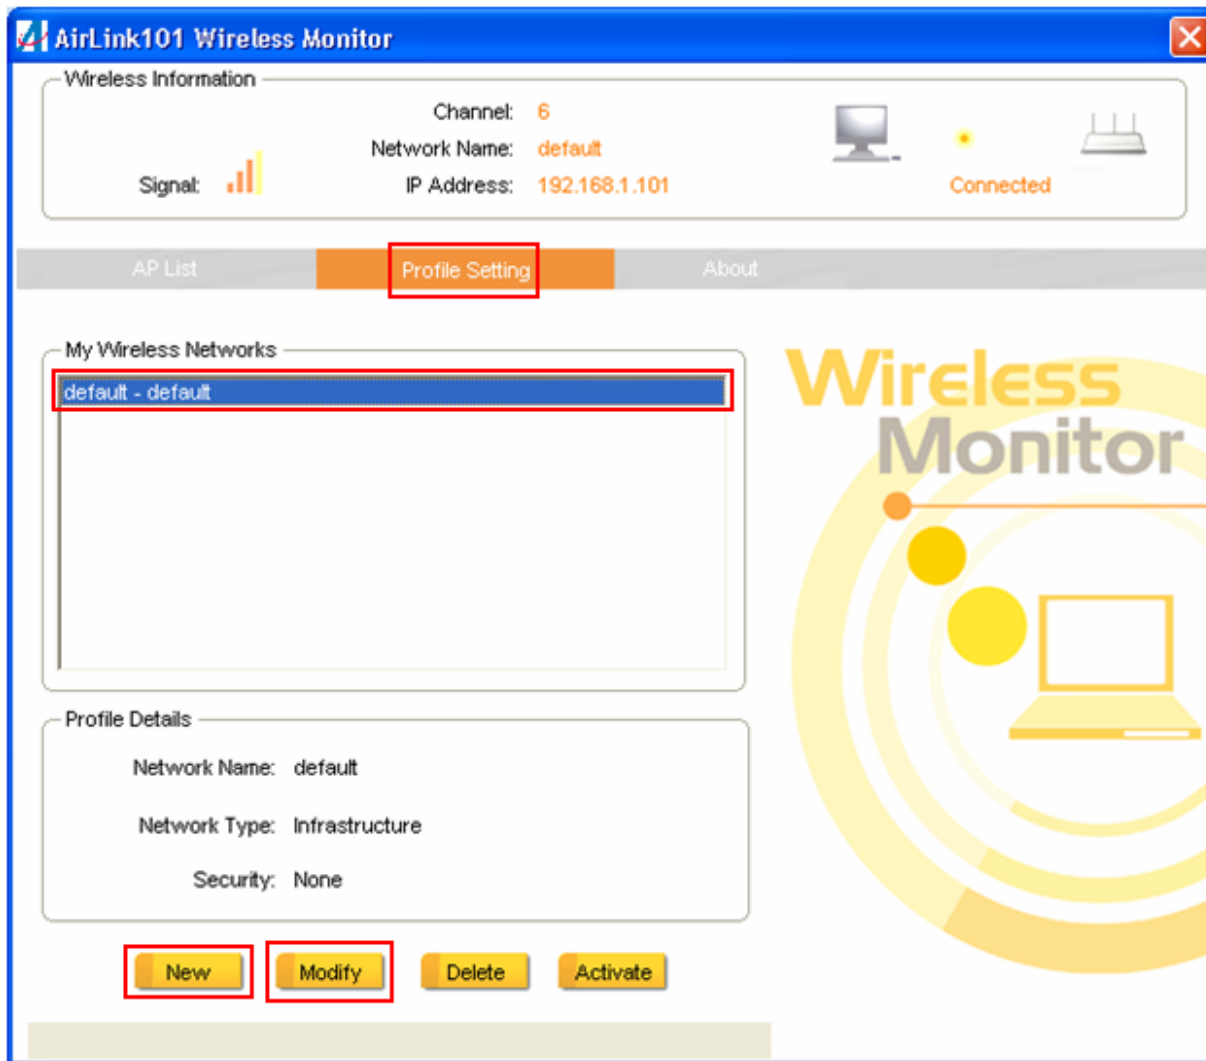 AirLink101 Wireless Monitor
Wireless Information
Channel: 6
Network Name: default
Signal: IP Address: 192.168.1.101
Connected
AP List Profile Setting About
My Wireless Networks
default - default
Wireless
Monitor
Profile Details
Network Name: default
Network Type: Infrastructure
Security: None
New Modify Delete Activate